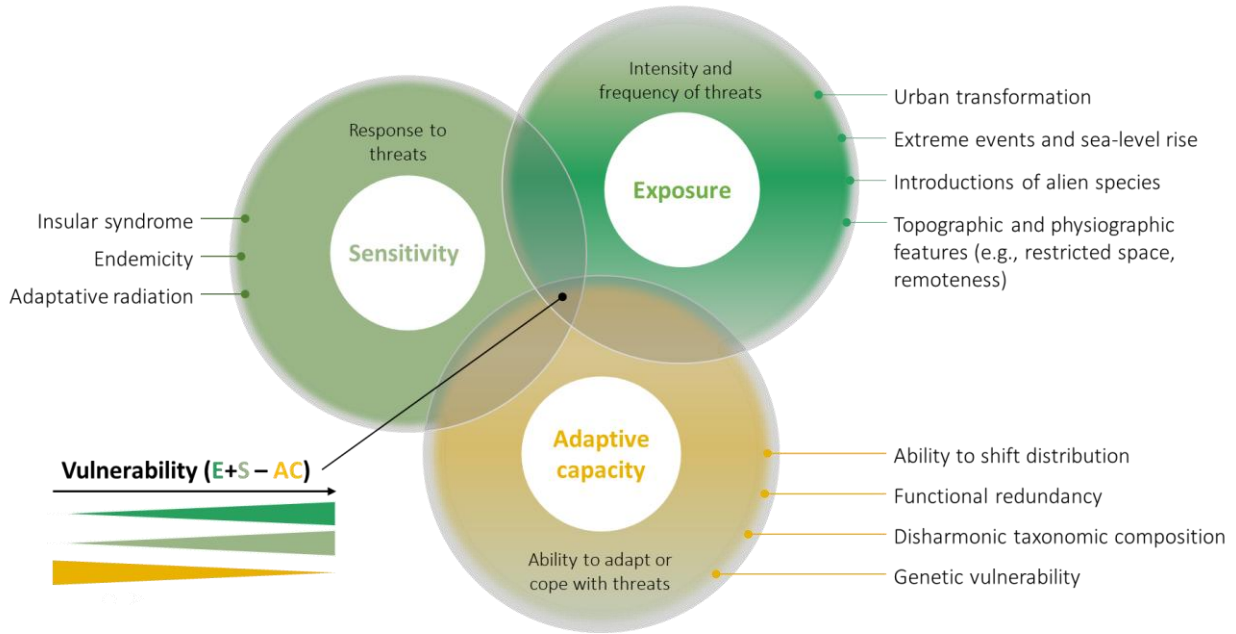 Intensity and
frequency of threats
Urban transformation
Extreme events and sea-level rise
Introductions of alien species
Topographic and physiographic
features (e.g., restricted space,
remoteness)
Exposure
Response to
threats
Sensitivity
Insular syndrome
Endemicity
Adaptative radiation
Adaptive
capacity
Ability to adapt or
cope with threats
Ability to shift distribution
Functional redundancy
Disharmonic taxonomic composition
Genetic vulnerability
Vulnerability (E+S – AC)